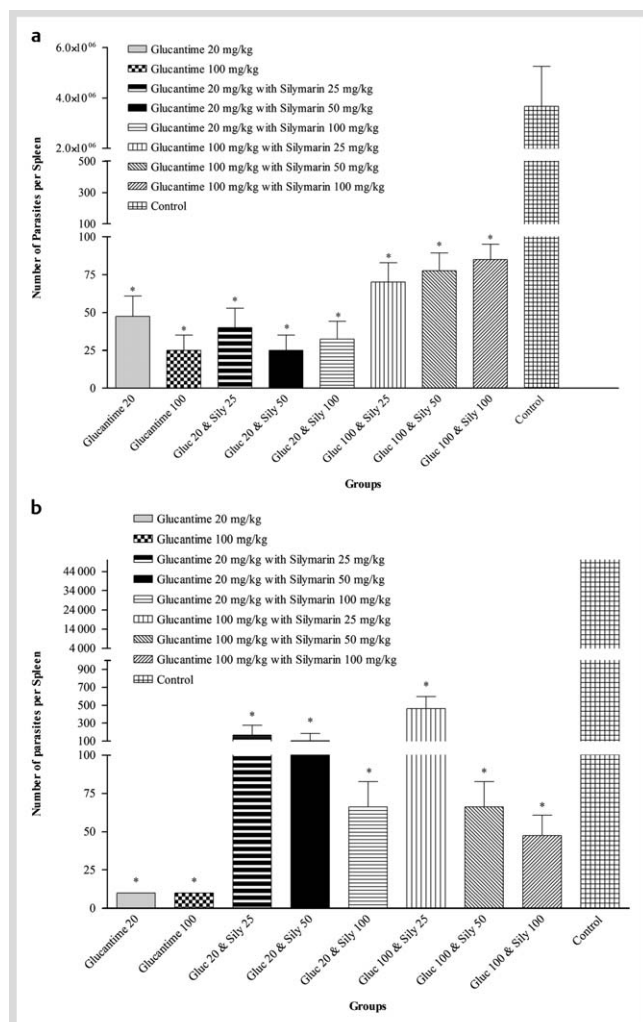 a
6.0×10⁰⁶
4.0×10⁰⁶
2.0×10⁰⁶
500
300
100
100
75
50
25
0
Number of Parasites per Spleen
Glucantime 20 mg/kg
Glucantime 100 mg/kg
Glucantime 20 mg/kg with Silymarin 25 mg/kg
Glucantime 20 mg/kg with Silymarin 50 mg/kg
Glucantime 20 mg/kg with Silymarin 100 mg/kg
Glucantime 100 mg/kg with Silymarin 25 mg/kg
Glucantime 100 mg/kg with Silymarin 50 mg/kg
Glucantime 100 mg/kg with Silymarin 100 mg/kg
Control
* * * * * * * *
Glucantime 20
Glucantime 100
Gluc 20 & Sily 25
Gluc 20 & Sily 50
Gluc 20 & Sily 100
Gluc 100 & Sily 25
Gluc 100 & Sily 50
Gluc 100 & Sily 100
Control
Groups
b
44 000
34 000
24 000
14 000
4 000
900
700
500
300
100
100
75
50
25
0
Number of parasites per Spleen
Glucantime 20 mg/kg
Glucantime 100 mg/kg
Glucantime 20 mg/kg with Silymarin 25 mg/kg
Glucantime 20 mg/kg with Silymarin 50 mg/kg
Glucantime 20 mg/kg with Silymarin 100 mg/kg
Glucantime 100 mg/kg with Silymarin 25 mg/kg
Glucantime 100 mg/kg with Silymarin 50 mg/kg
Glucantime 100 mg/kg with Silymarin 100 mg/kg
Control
* * * * * * * *
Glucantime 20
Glucantime 100
Gluc 20 & Sily 25
Gluc 20 & Sily 50
Gluc 20 & Sily 100
Gluc 100 & Sily 25
Gluc 100 & Sily 50
Gluc 100 & Sily 100
Control
Groups